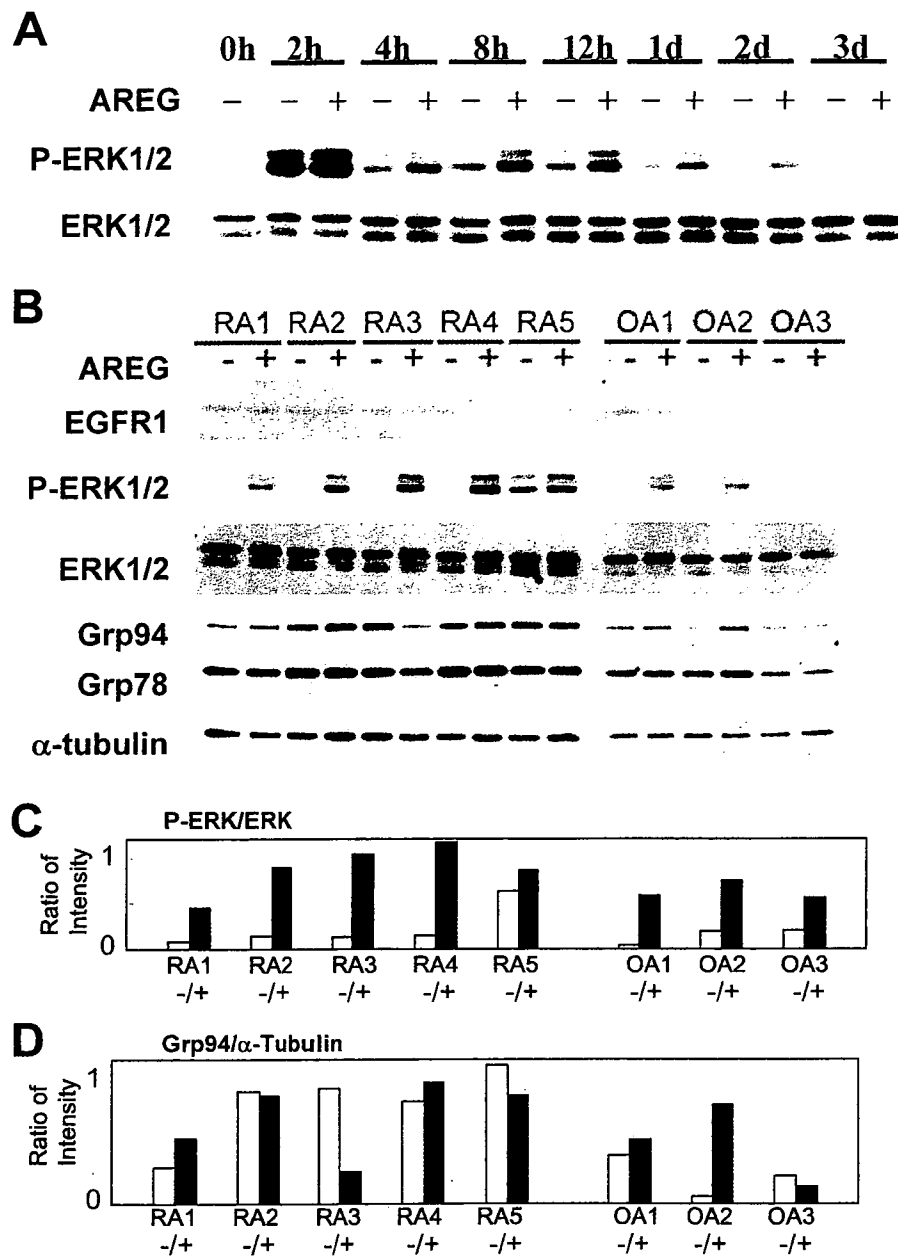 A
0h 2h 4h 8h 12h 1d 2d 3d
AREG − − + − + − + − + − + − + − +
P-ERK1/2
ERK1/2
B
RA1 RA2 RA3 RA4 RA5 OA1 OA2 OA3
AREG - + - + - + - + - + - + - + - +
EGFR1
P-ERK1/2
ERK1/2
Grp94
Grp78
α-tubulin
C
P-ERK/ERK
Ratio of
Intensity
1
0
RA1 RA2 RA3 RA4 RA5 OA1 OA2 OA3
-/+ -/+ -/+ -/+ -/+ -/+ -/+ -/+
D
Grp94/α-Tubulin
Ratio of
Intensity
1
0
RA1 RA2 RA3 RA4 RA5 OA1 OA2 OA3
-/+ -/+ -/+ -/+ -/+ -/+ -/+ -/+